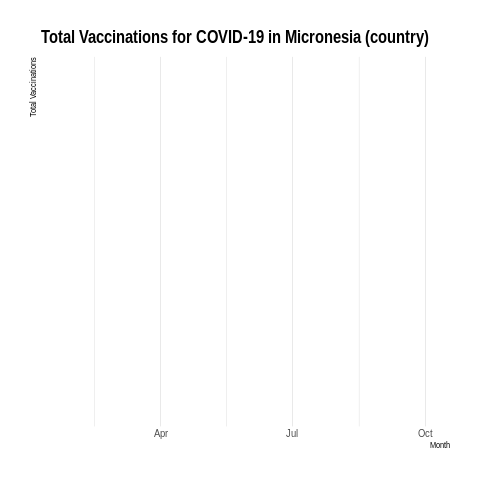 Total Vaccinations for COVID-19 in Micronesia (country)
Total Vaccinations
Apr Jul Oct
Month